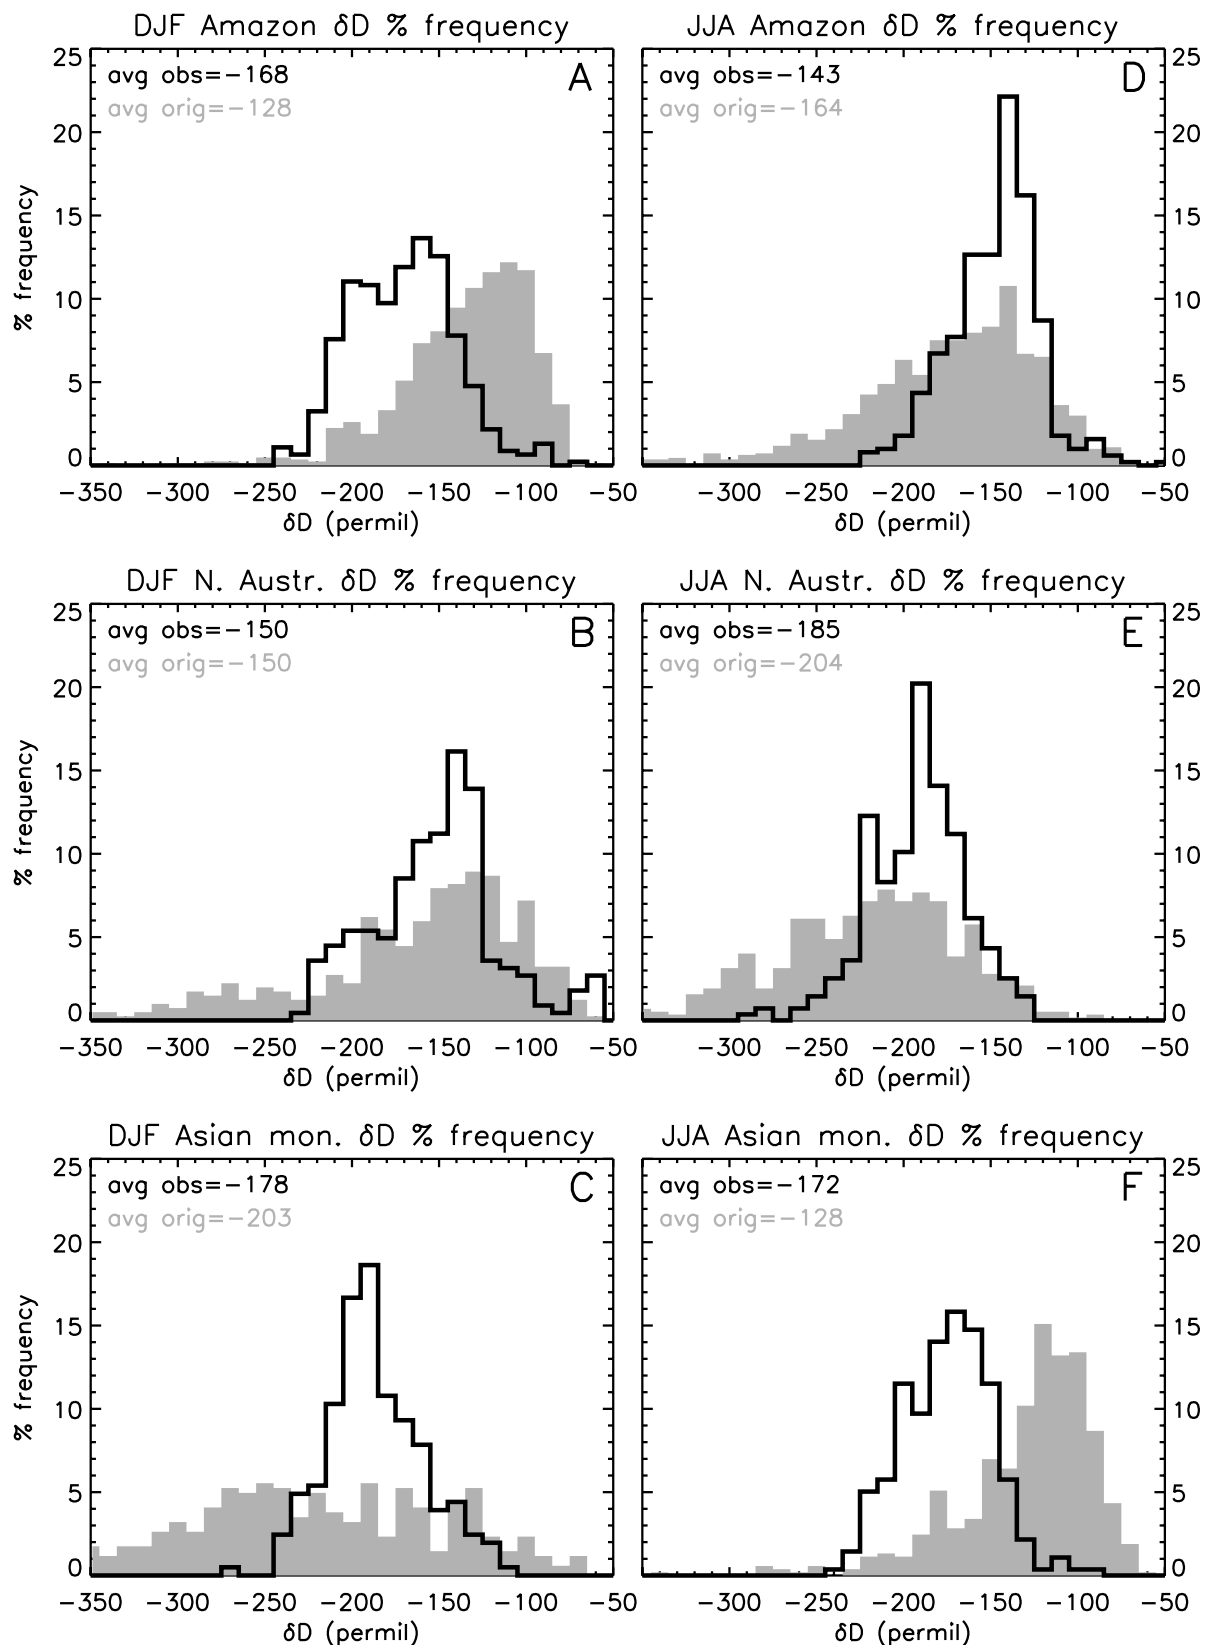 DJF Amazon δD % frequency
avg obs=−168
avg orig=−128
A
25
20
15
10
5
0
% frequency
−350 −300 −250 −200 −150 −100 −50
δD (permil)
JJA Amazon δD % frequency
avg obs=−143
avg orig=−164
D
25
20
15
10
5
0
−300 −250 −200 −150 −100 −50
δD (permil)
DJF N. Austr. δD % frequency
avg obs=−150
avg orig=−150
B
25
20
15
10
5
0
% frequency
−350 −300 −250 −200 −150 −100 −50
δD (permil)
JJA N. Austr. δD % frequency
avg obs=−185
avg orig=−204
E
25
20
15
10
5
0
−300 −250 −200 −150 −100 −50
δD (permil)
DJF Asian mon. δD % frequency
avg obs=−178
avg orig=−203
C
25
20
15
10
5
0
% frequency
−350 −300 −250 −200 −150 −100 −50
δD (permil)
JJA Asian mon. δD % frequency
avg obs=−172
avg orig=−128
F
25
20
15
10
5
0
−300 −250 −200 −150 −100 −50
δD (permil)